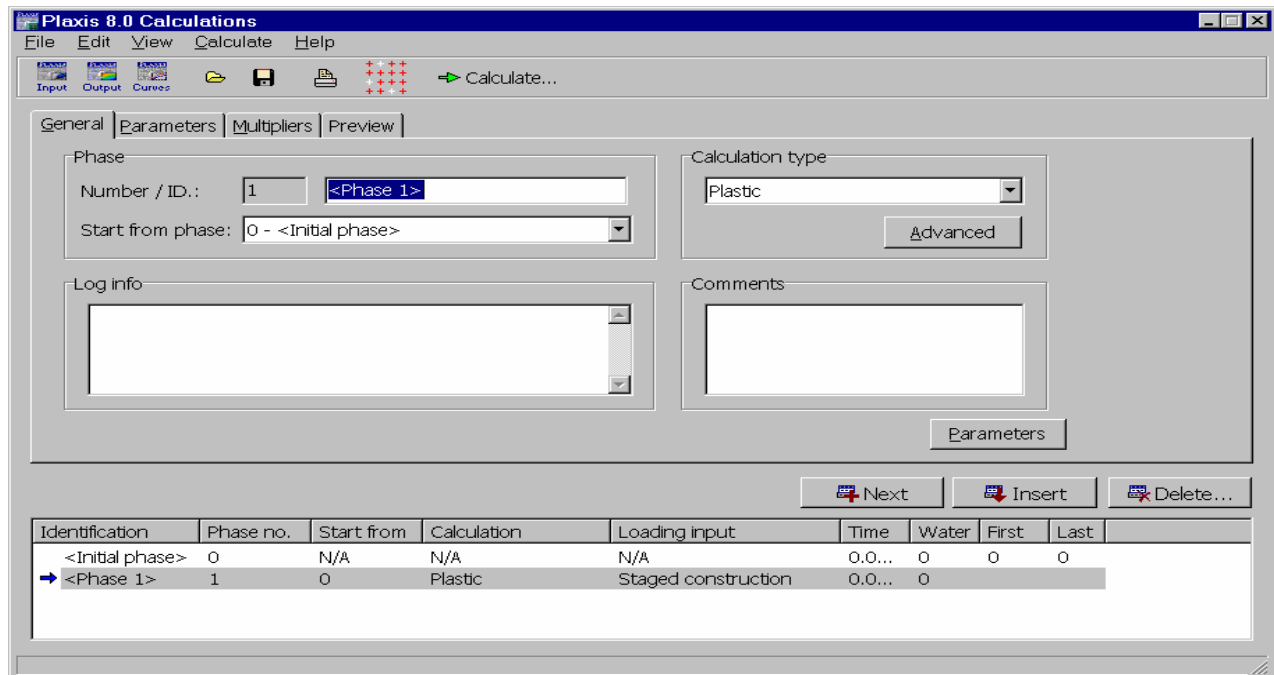 Plaxis 8.0 Calculations
File Edit View Calculate Help
Input Output Curves Calculate...
General Parameters Multipliers Preview
Phase Calculation type
Number / ID.: 1 <Phase 1> Plastic
Start from phase: 0 - <Initial phase> Advanced
Log info Comments
Parameters
Next Insert Delete...
Identification Phase no. Start from Calculation Loading input Time Water First Last
<Initial phase> 0 N/A N/A N/A 0.0... 0 0 0
<Phase 1> 1 0 Plastic Staged construction 0.0... 0